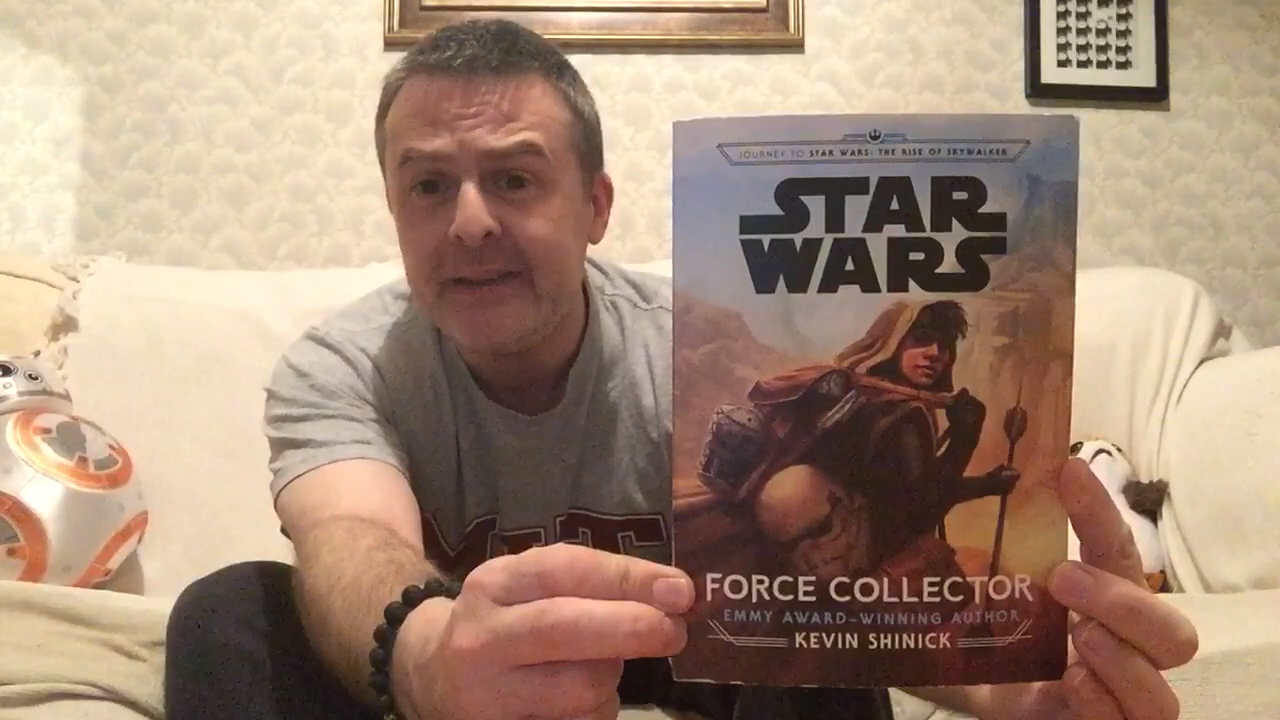 JOURNEY TO STAR WARS: THE RISE OF SKYWALKER
STAR
WARS
FORCE COLLECTOR
EMMY AWARD-WINNING AUTHOR
KEVIN SHINICK